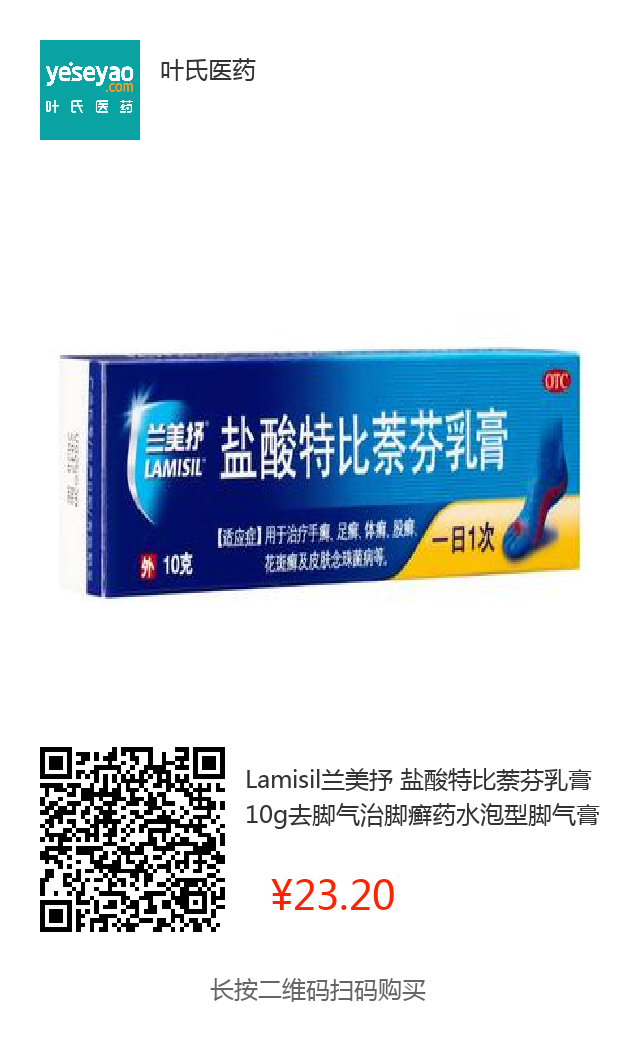 yeseyao
.com
叶氏医药
叶氏医药
OTC
兰美抒
LAMISIL
盐酸特比萘芬乳膏
【适应症】用于治疗手癣、足癣、体癣、股癣、
花斑癣及皮肤念珠菌病等。
一日1次
外 10克
Lamisil兰美抒 盐酸特比萘芬乳膏
10g去脚气治脚癣药水泡型脚气膏
¥23.20
长按二维码扫码购买